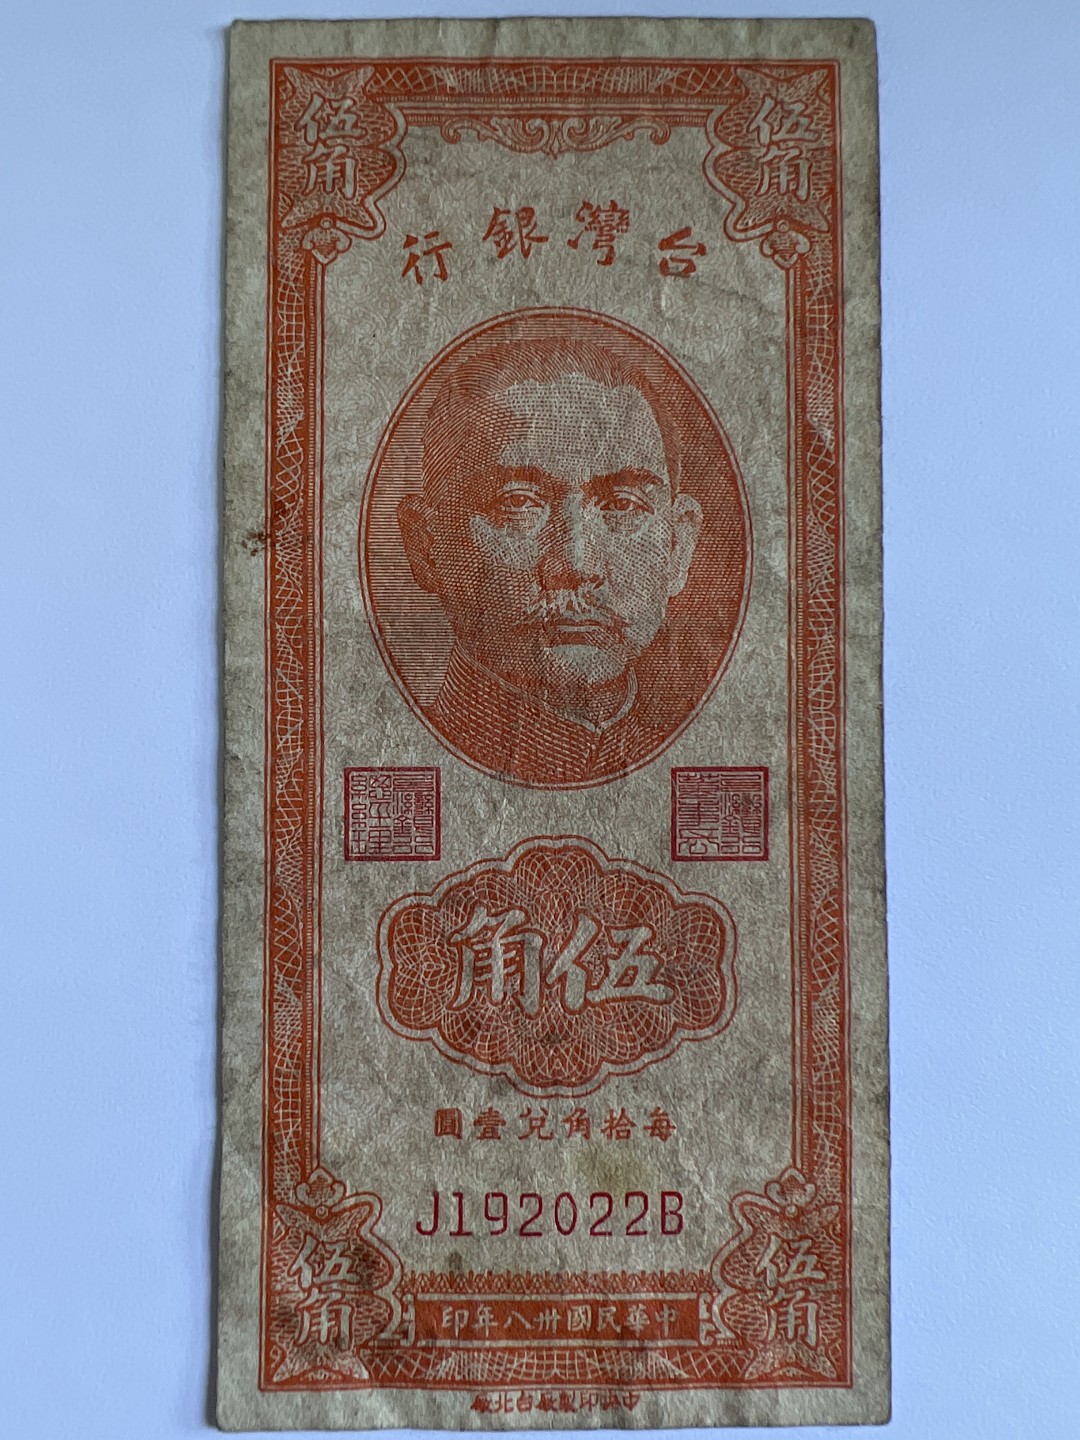 伍角
伍角
台灣銀行
伍角
每拾角兌壹圓
J192022B
伍角
伍角
中華民國卅八年印
中央印製廠台北廠